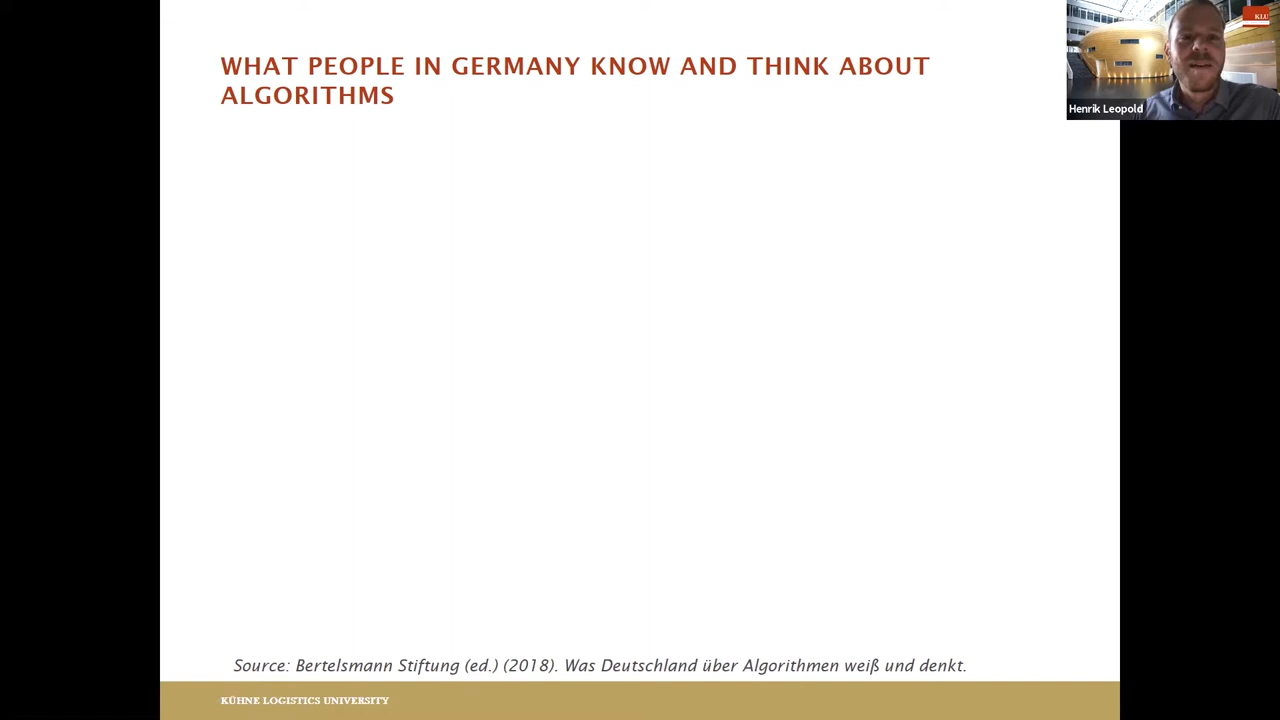 WHAT PEOPLE IN GERMANY KNOW AND THINK ABOUT
ALGORITHMS
KLU
Henrik Leopold
Source: Bertelsmann Stiftung (ed.) (2018). Was Deutschland über Algorithmen weiß und denkt.
KÜHNE LOGISTICS UNIVERSITY